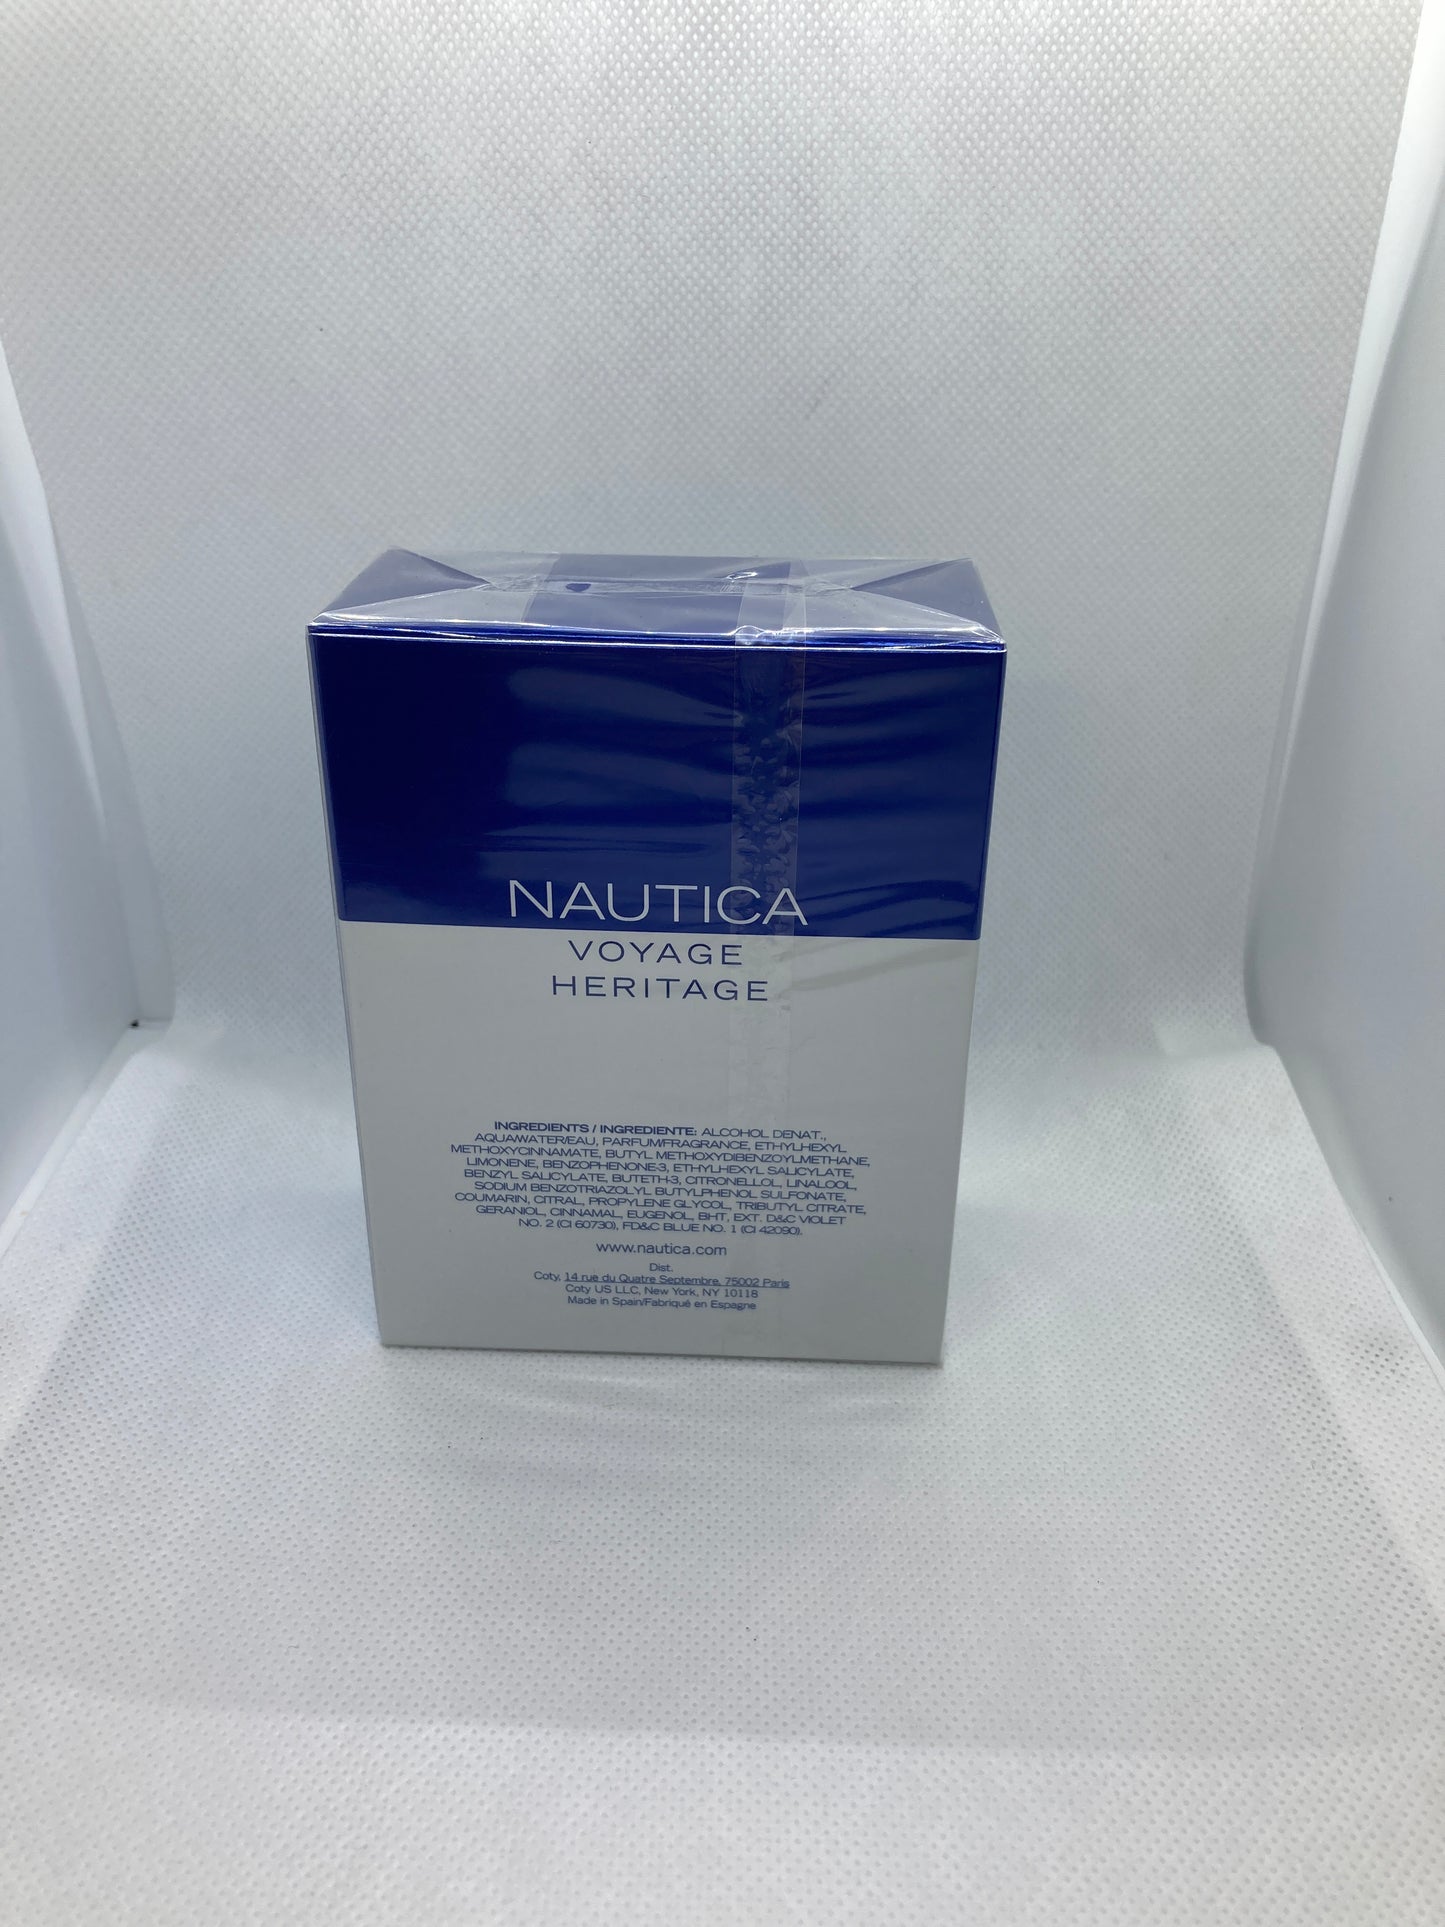 NAUTICA
VOYAGE
HERITAGE
INGREDIENTS / INGREDIENTE: ALCOHOL DENAT.,
AQUA/WATER/EAU, PARFUM/FRAGRANCE, ETHYLHEXYL
METHOXYCINNAMATE, BUTYL METHOXYDIBENZOYLMETHANE,
LIMONENE, BENZOPHENONE-3, ETHYLHEXYL SALICYLATE,
BENZYL SALICYLATE, BUTETH-3, CITRONELLOL, LINALOOL,
SODIUM BENZOTRIAZOLYL BUTYLPHENOL SULFONATE,
COUMARIN, CITRAL, PROPYLENE GLYCOL, TRIBUTYL CITRATE,
GERANIOL, CINNAMAL, EUGENOL, BHT, EXT. D&C VIOLET
NO. 2 (CI 60730), FD&C BLUE NO. 1 (CI 42090).
www.nautica.com
Dist.
Coty, 14 rue du Quatre Septembre, 75002 Paris
Coty US LLC, New York, NY 10118
Made in Spain/Fabriqué en Espagne